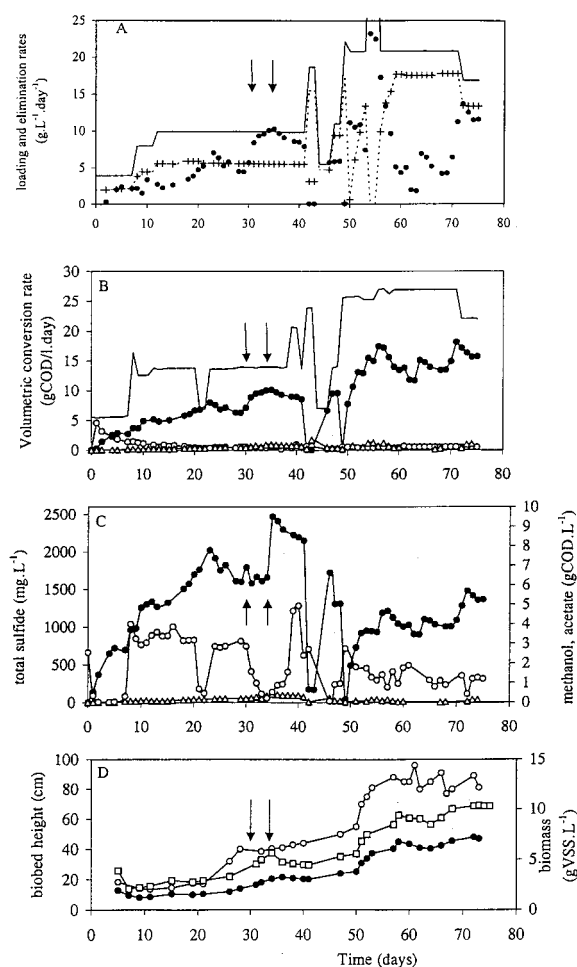 A
loading and elimination rates
(g.L⁻¹.day⁻¹)
25
20
15
10
5
0
0 10 20 30 40 50 60 70 80
B
Volumetric conversion rate
(gCOD/l.day)
30
25
20
15
10
5
0
0 10 20 30 40 50 60 70 80
C
total sulfide (mg.L⁻¹)
2500
2000
1500
1000
500
0
10
9
8
7
6
5
4
3
2
1
0
methanol, acetate (gCOD.L⁻¹)
0 10 20 30 40 50 60 70 80
D
biobed height (cm)
100
80
60
40
20
0
15
10
5
0
biomass
(gVSS.L⁻¹)
0 10 20 30 40 50 60 70 80
Time (days)